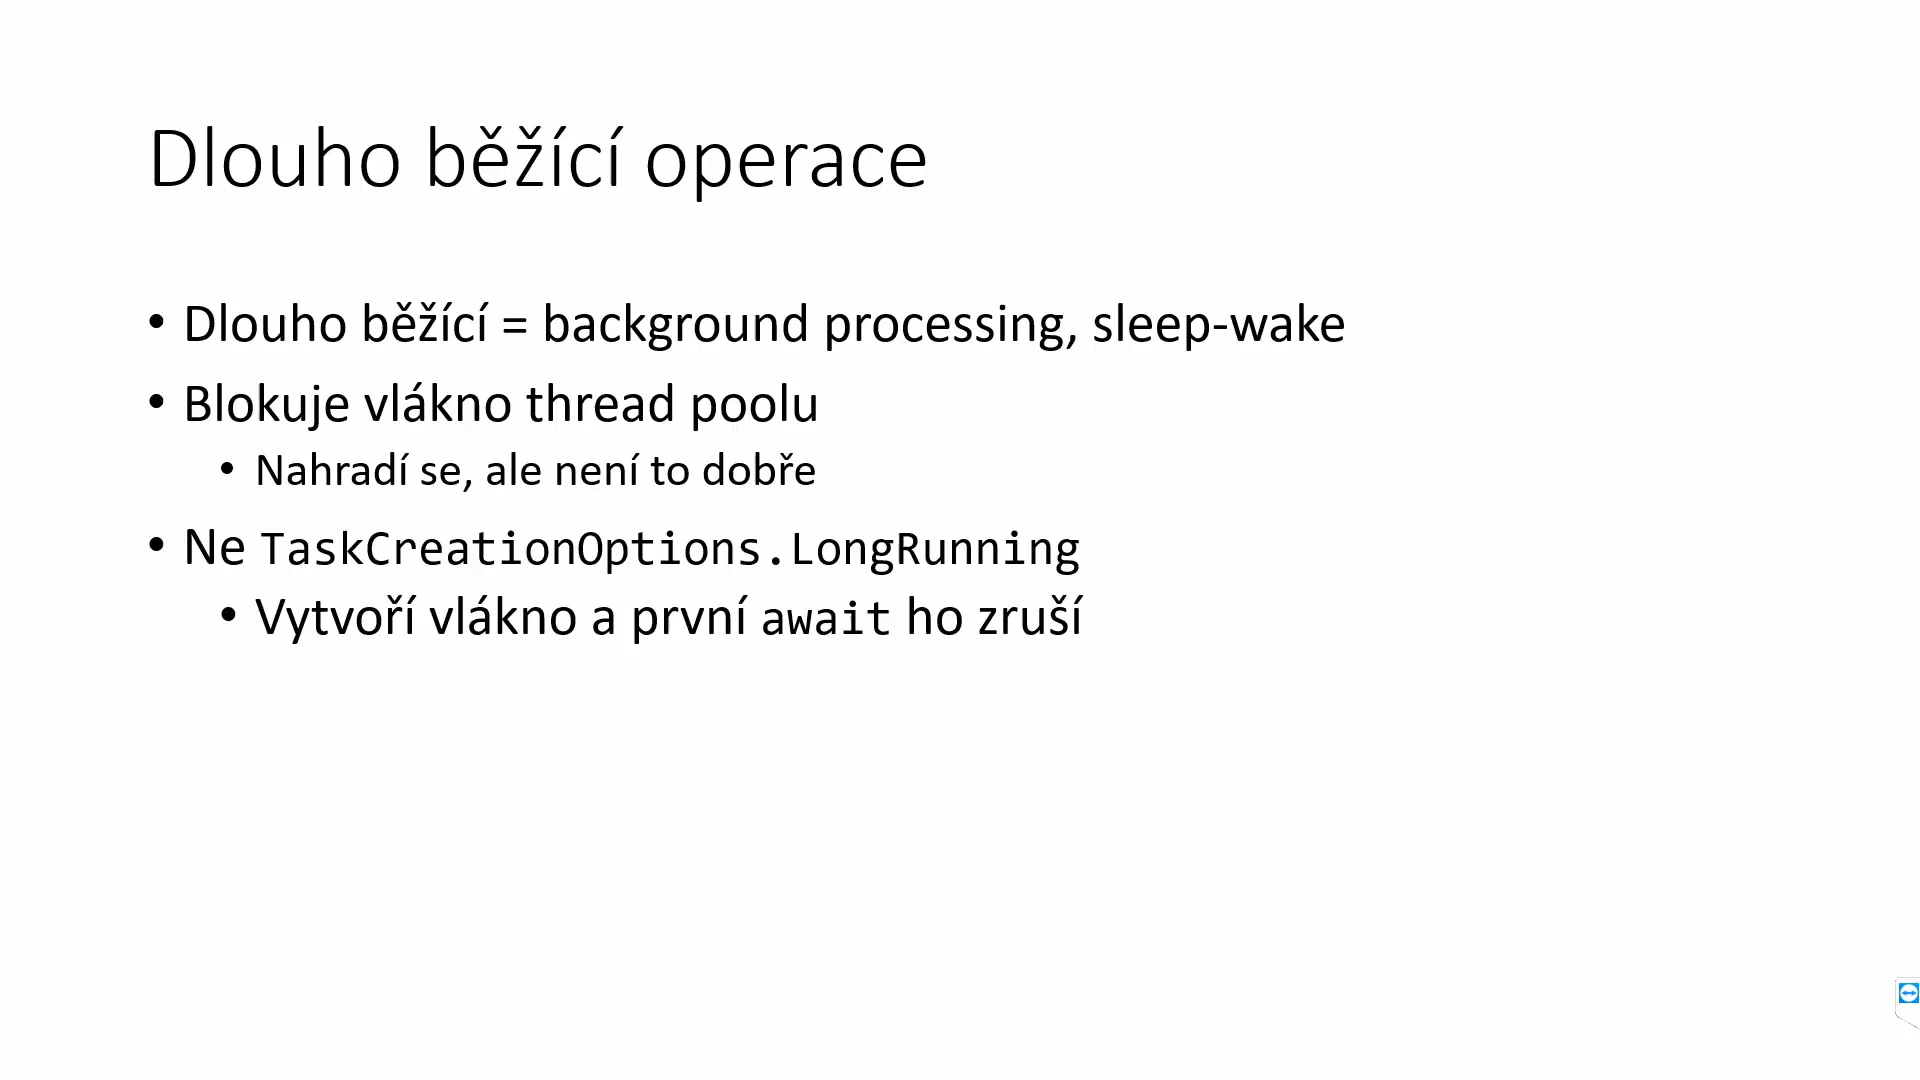 Dlouho běžící operace
• Dlouho běžící = background processing, sleep-wake
• Blokuje vlákno thread poolu
• Nahradí se, ale není to dobře
• Ne TaskCreationOptions.LongRunning
• Vytvoří vlákno a první await ho zruší